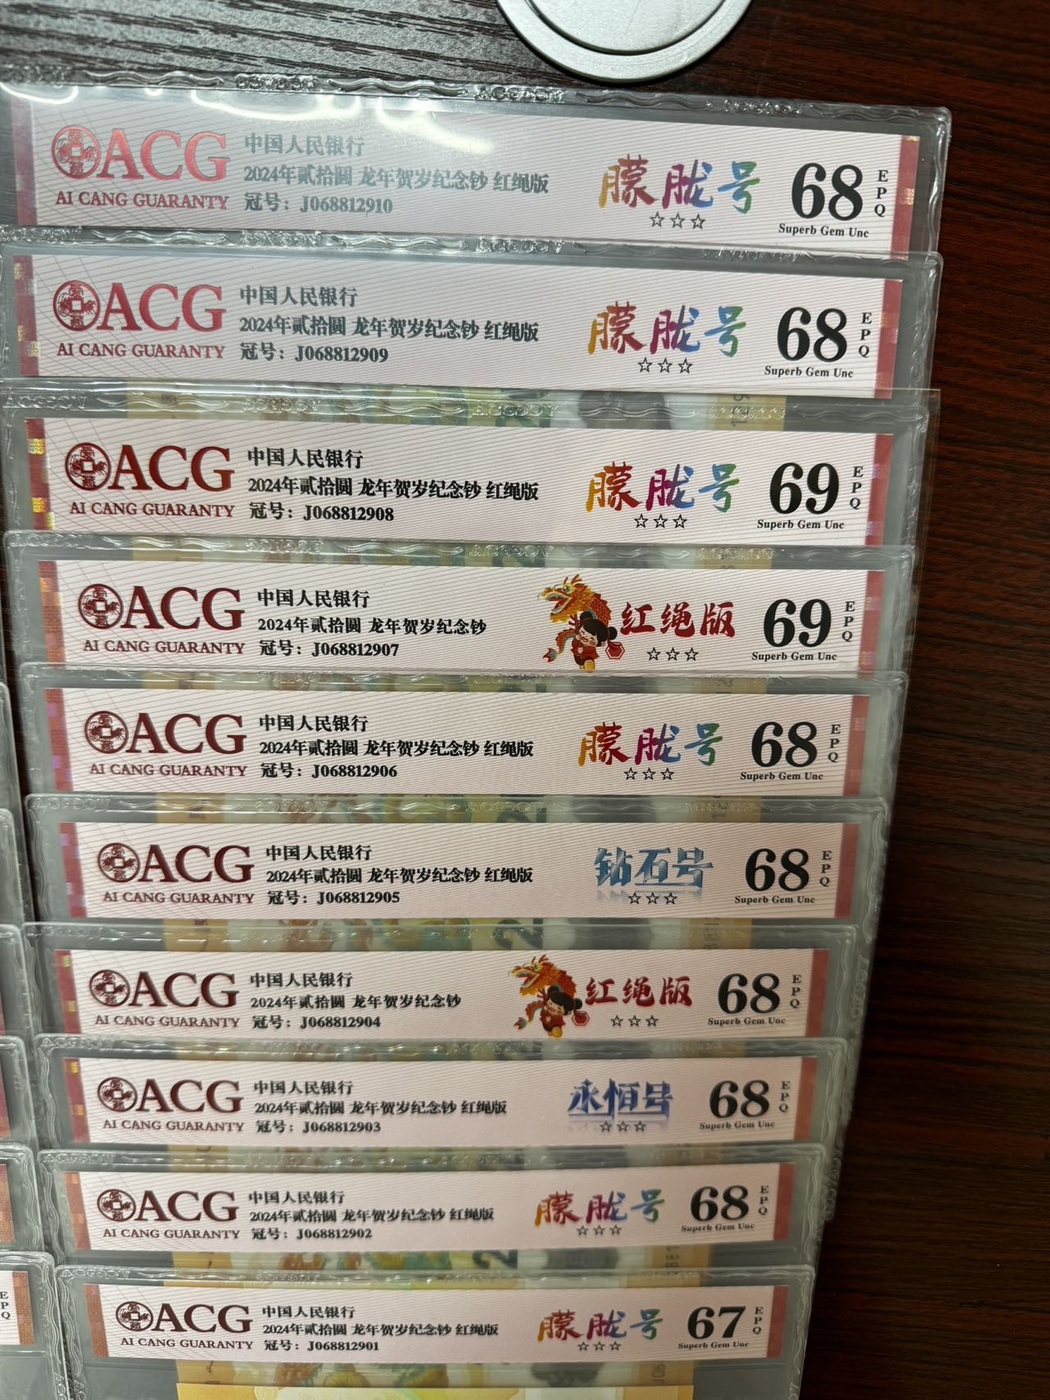 ACG
AI CANG GUARANTY
中国人民银行
2024年贰拾圆 龙年贺岁纪念钞 红绳版
冠号：J068812910
朦胧号
☆☆☆
68
EPQ
Superb Gem Unc
ACG
AI CANG GUARANTY
中国人民银行
2024年贰拾圆 龙年贺岁纪念钞 红绳版
冠号：J068812909
朦胧号
☆☆☆
68
EPQ
Superb Gem Unc
ACG
AI CANG GUARANTY
中国人民银行
2024年贰拾圆 龙年贺岁纪念钞 红绳版
冠号：J068812908
朦胧号
☆☆☆
69
EPQ
Superb Gem Unc
ACG
AI CANG GUARANTY
中国人民银行
2024年贰拾圆 龙年贺岁纪念钞
冠号：J068812907
红绳版
☆☆☆
69
EPQ
Superb Gem Unc
ACG
AI CANG GUARANTY
中国人民银行
2024年贰拾圆 龙年贺岁纪念钞 红绳版
冠号：J068812906
朦胧号
☆☆☆
68
EPQ
Superb Gem Unc
ACG
AI CANG GUARANTY
中国人民银行
2024年贰拾圆 龙年贺岁纪念钞 红绳版
冠号：J068812905
钻石号
☆☆☆
68
EPQ
Superb Gem Unc
ACG
AI CANG GUARANTY
中国人民银行
2024年贰拾圆 龙年贺岁纪念钞
冠号：J068812904
红绳版
☆☆☆
68
EPQ
Superb Gem Unc
ACG
AI CANG GUARANTY
中国人民银行
2024年贰拾圆 龙年贺岁纪念钞 红绳版
冠号：J068812903
永恒号
☆☆☆
68
EPQ
Superb Gem Unc
ACG
AI CANG GUARANTY
中国人民银行
2024年贰拾圆 龙年贺岁纪念钞 红绳版
冠号：J068812902
朦胧号
☆☆☆
68
EPQ
Superb Gem Unc
ACG
AI CANG GUARANTY
中国人民银行
2024年贰拾圆 龙年贺岁纪念钞 红绳版
冠号：J068812901
朦胧号
☆☆☆
67
EPQ
Superb Gem Unc
EPQ